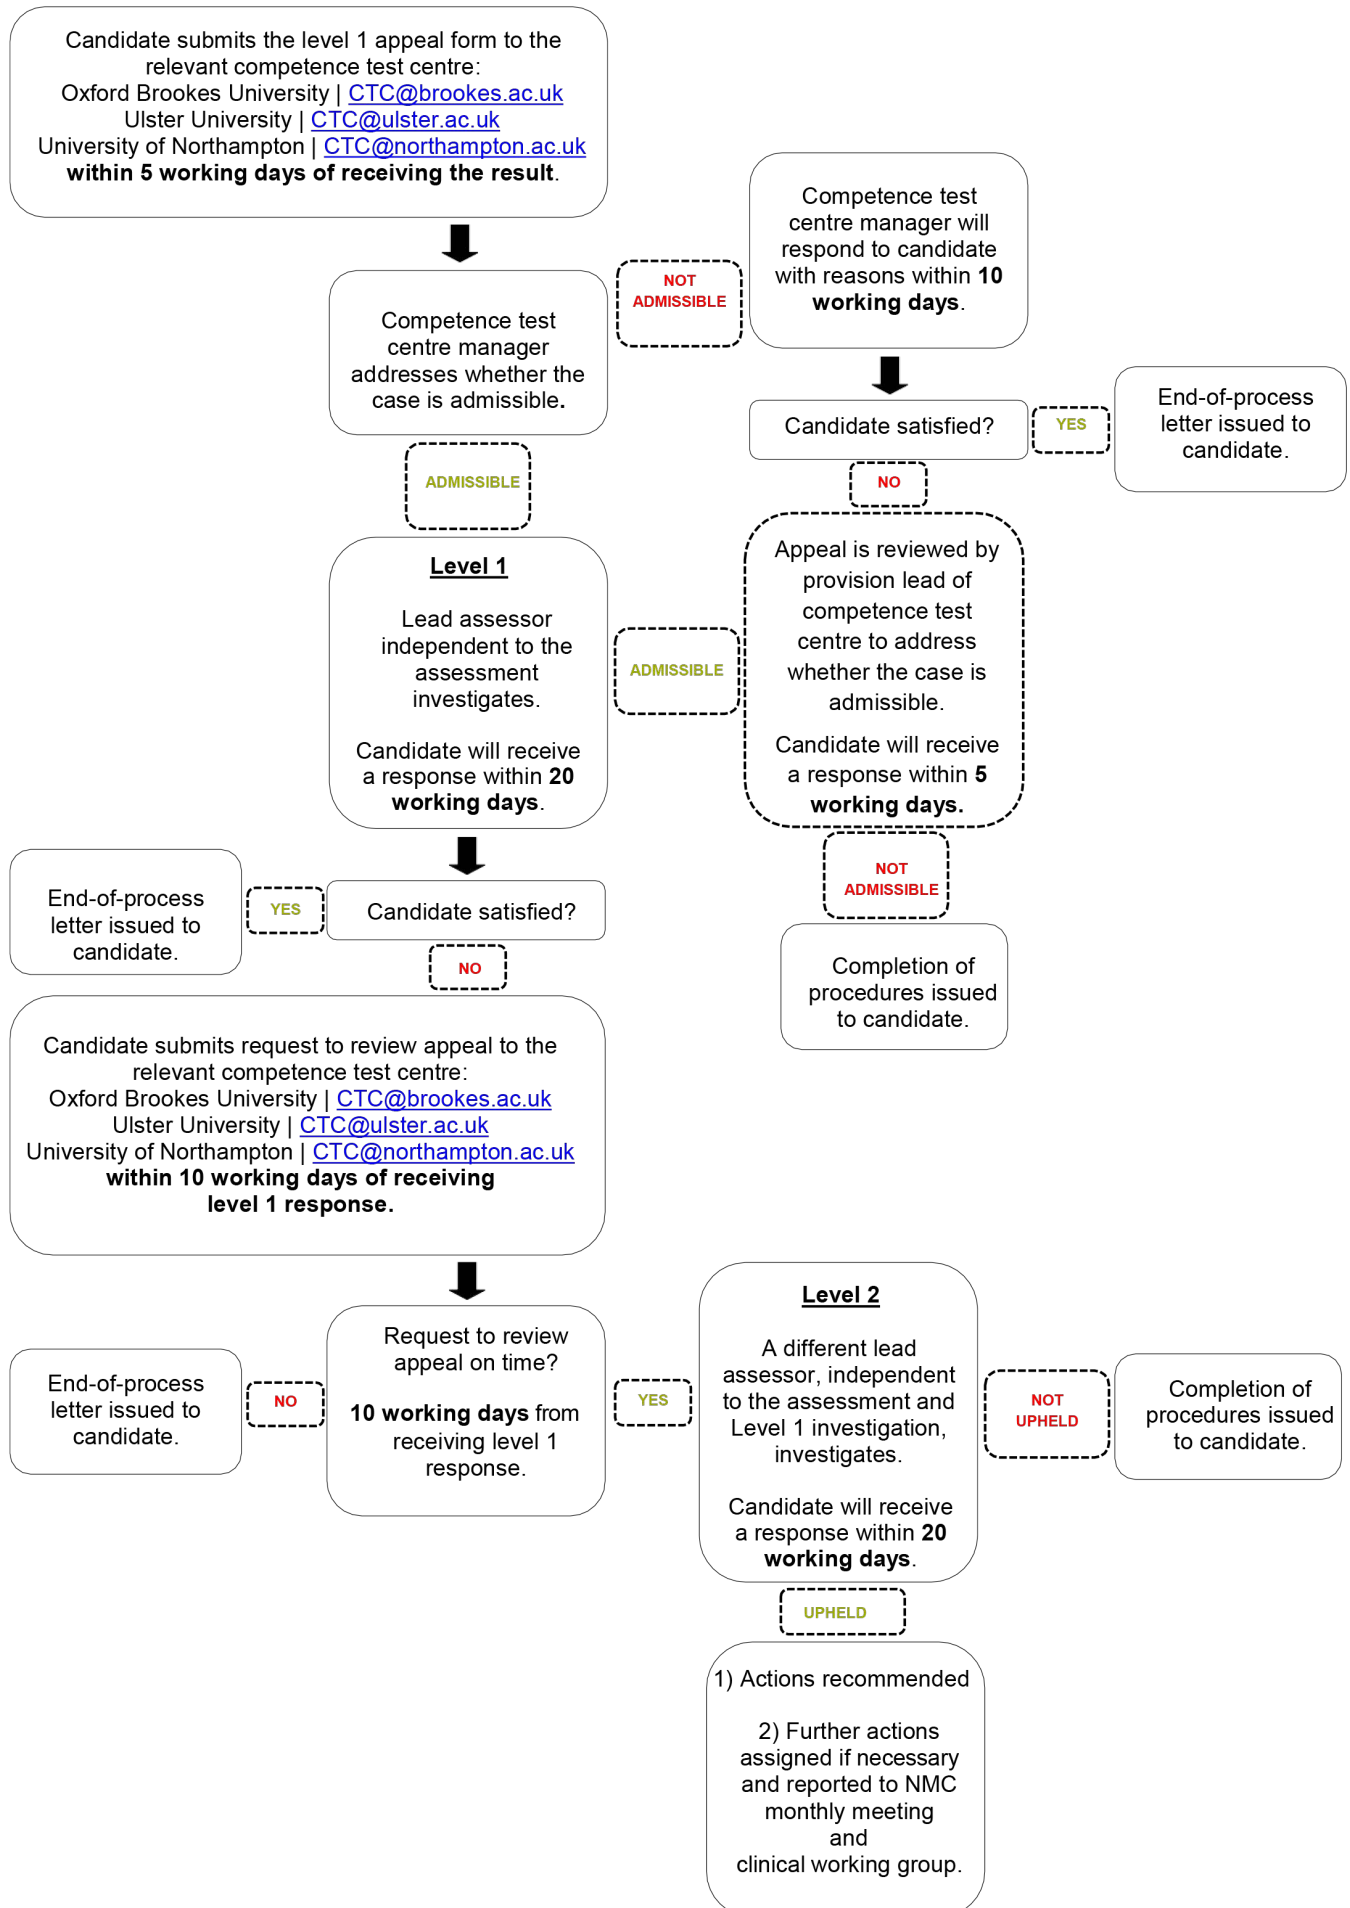 Candidate submits the level 1 appeal form to the
relevant competence test centre:
Oxford Brookes University | CTC@brookes.ac.uk
Ulster University | CTC@ulster.ac.uk
University of Northampton | CTC@northampton.ac.uk
within 5 working days of receiving the result.
Competence test
centre manager will
respond to candidate
with reasons within 10
working days.
NOT
ADMISSIBLE
Competence test
centre manager
addresses whether the
case is admissible.
Candidate satisfied?
YES
End-of-process
letter issued to
candidate.
ADMISSIBLE
NO
Level 1
Lead assessor
independent to the
assessment
investigates.
Candidate will receive
a response within 20
working days.
ADMISSIBLE
Appeal is reviewed by
provision lead of
competence test
centre to address
whether the case is
admissible.
Candidate will receive
a response within 5
working days.
NOT
ADMISSIBLE
Completion of
procedures issued
to candidate.
End-of-process
letter issued to
candidate.
YES
Candidate satisfied?
NO
Candidate submits request to review appeal to the
relevant competence test centre:
Oxford Brookes University | CTC@brookes.ac.uk
Ulster University | CTC@ulster.ac.uk
University of Northampton | CTC@northampton.ac.uk
within 10 working days of receiving
level 1 response.
End-of-process
letter issued to
candidate.
NO
Request to review
appeal on time?
10 working days from
receiving level 1
response.
YES
Level 2
A different lead
assessor, independent
to the assessment and
Level 1 investigation,
investigates.
Candidate will receive
a response within 20
working days.
NOT
UPHELD
Completion of
procedures issued
to candidate.
UPHELD
1) Actions recommended
2) Further actions
assigned if necessary
and reported to NMC
monthly meeting
and
clinical working group.